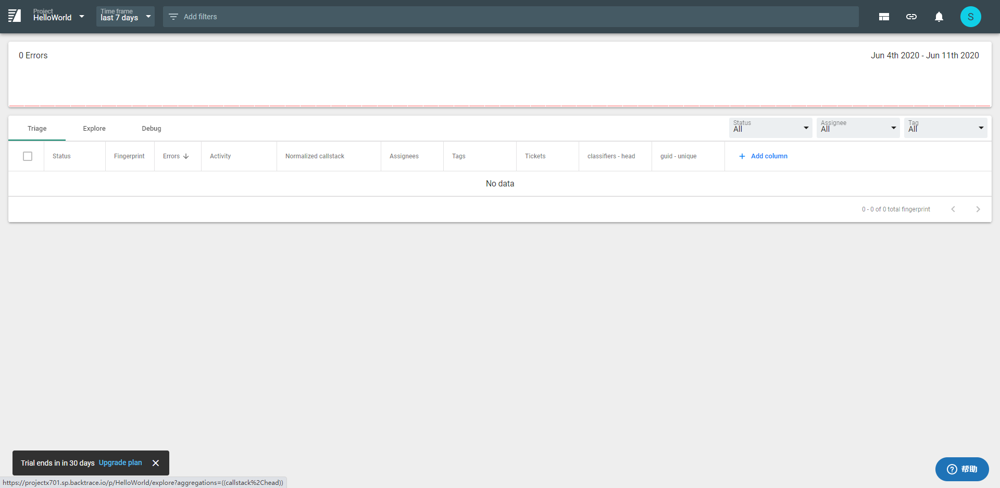 Project
HelloWorld
Time frame
last 7 days
Add filters
S
0 Errors
Jun 4th 2020 - Jun 11th 2020
Triage
Explore
Debug
Status
All
Assignee
All
Tag
All
Status
Fingerprint
Errors
Activity
Normalized callstack
Assignees
Tags
Tickets
classifiers - head
guid - unique
Add column
No data
0 - 0 of 0 total fingerprint
Trial ends in in 30 days Upgrade plan
帮助
https://projectx701.sp.backtrace.io/p/HelloWorld/explore?aggregations=((callstack%2Chead))